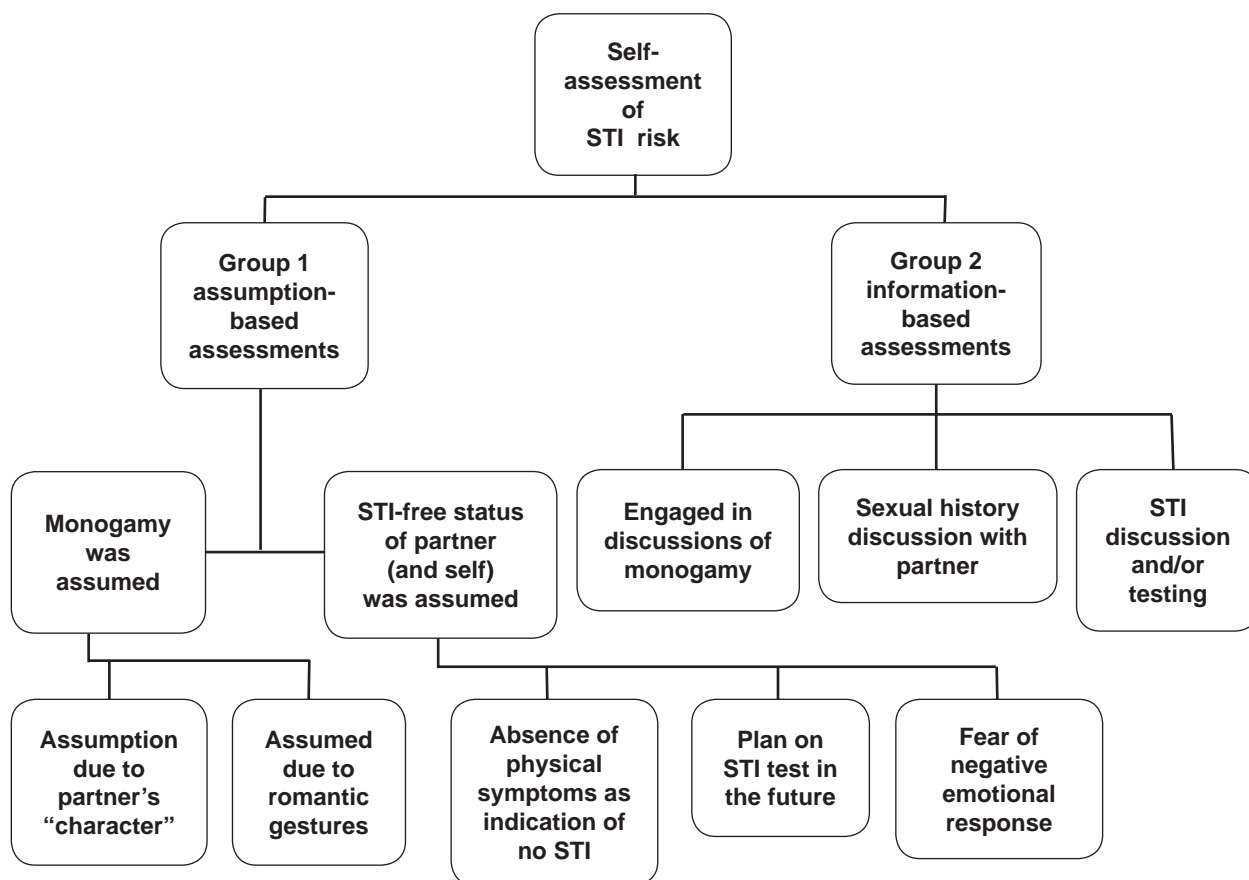 Self-
assessment
of
STI risk
Group 1
assumption-
based
assessments
Group 2
information-
based
assessments
Monogamy
was
assumed
STI-free status
of partner
(and self)
was assumed
Engaged in
discussions of
monogamy
Sexual history
discussion with
partner
STI
discussion
and/or
testing
Assumption
due to
partner’s
“character”
Assumed
due to
romantic
gestures
Absence of
physical
symptoms as
indication of
no STI
Plan on
STI test in
the future
Fear of
negative
emotional
response